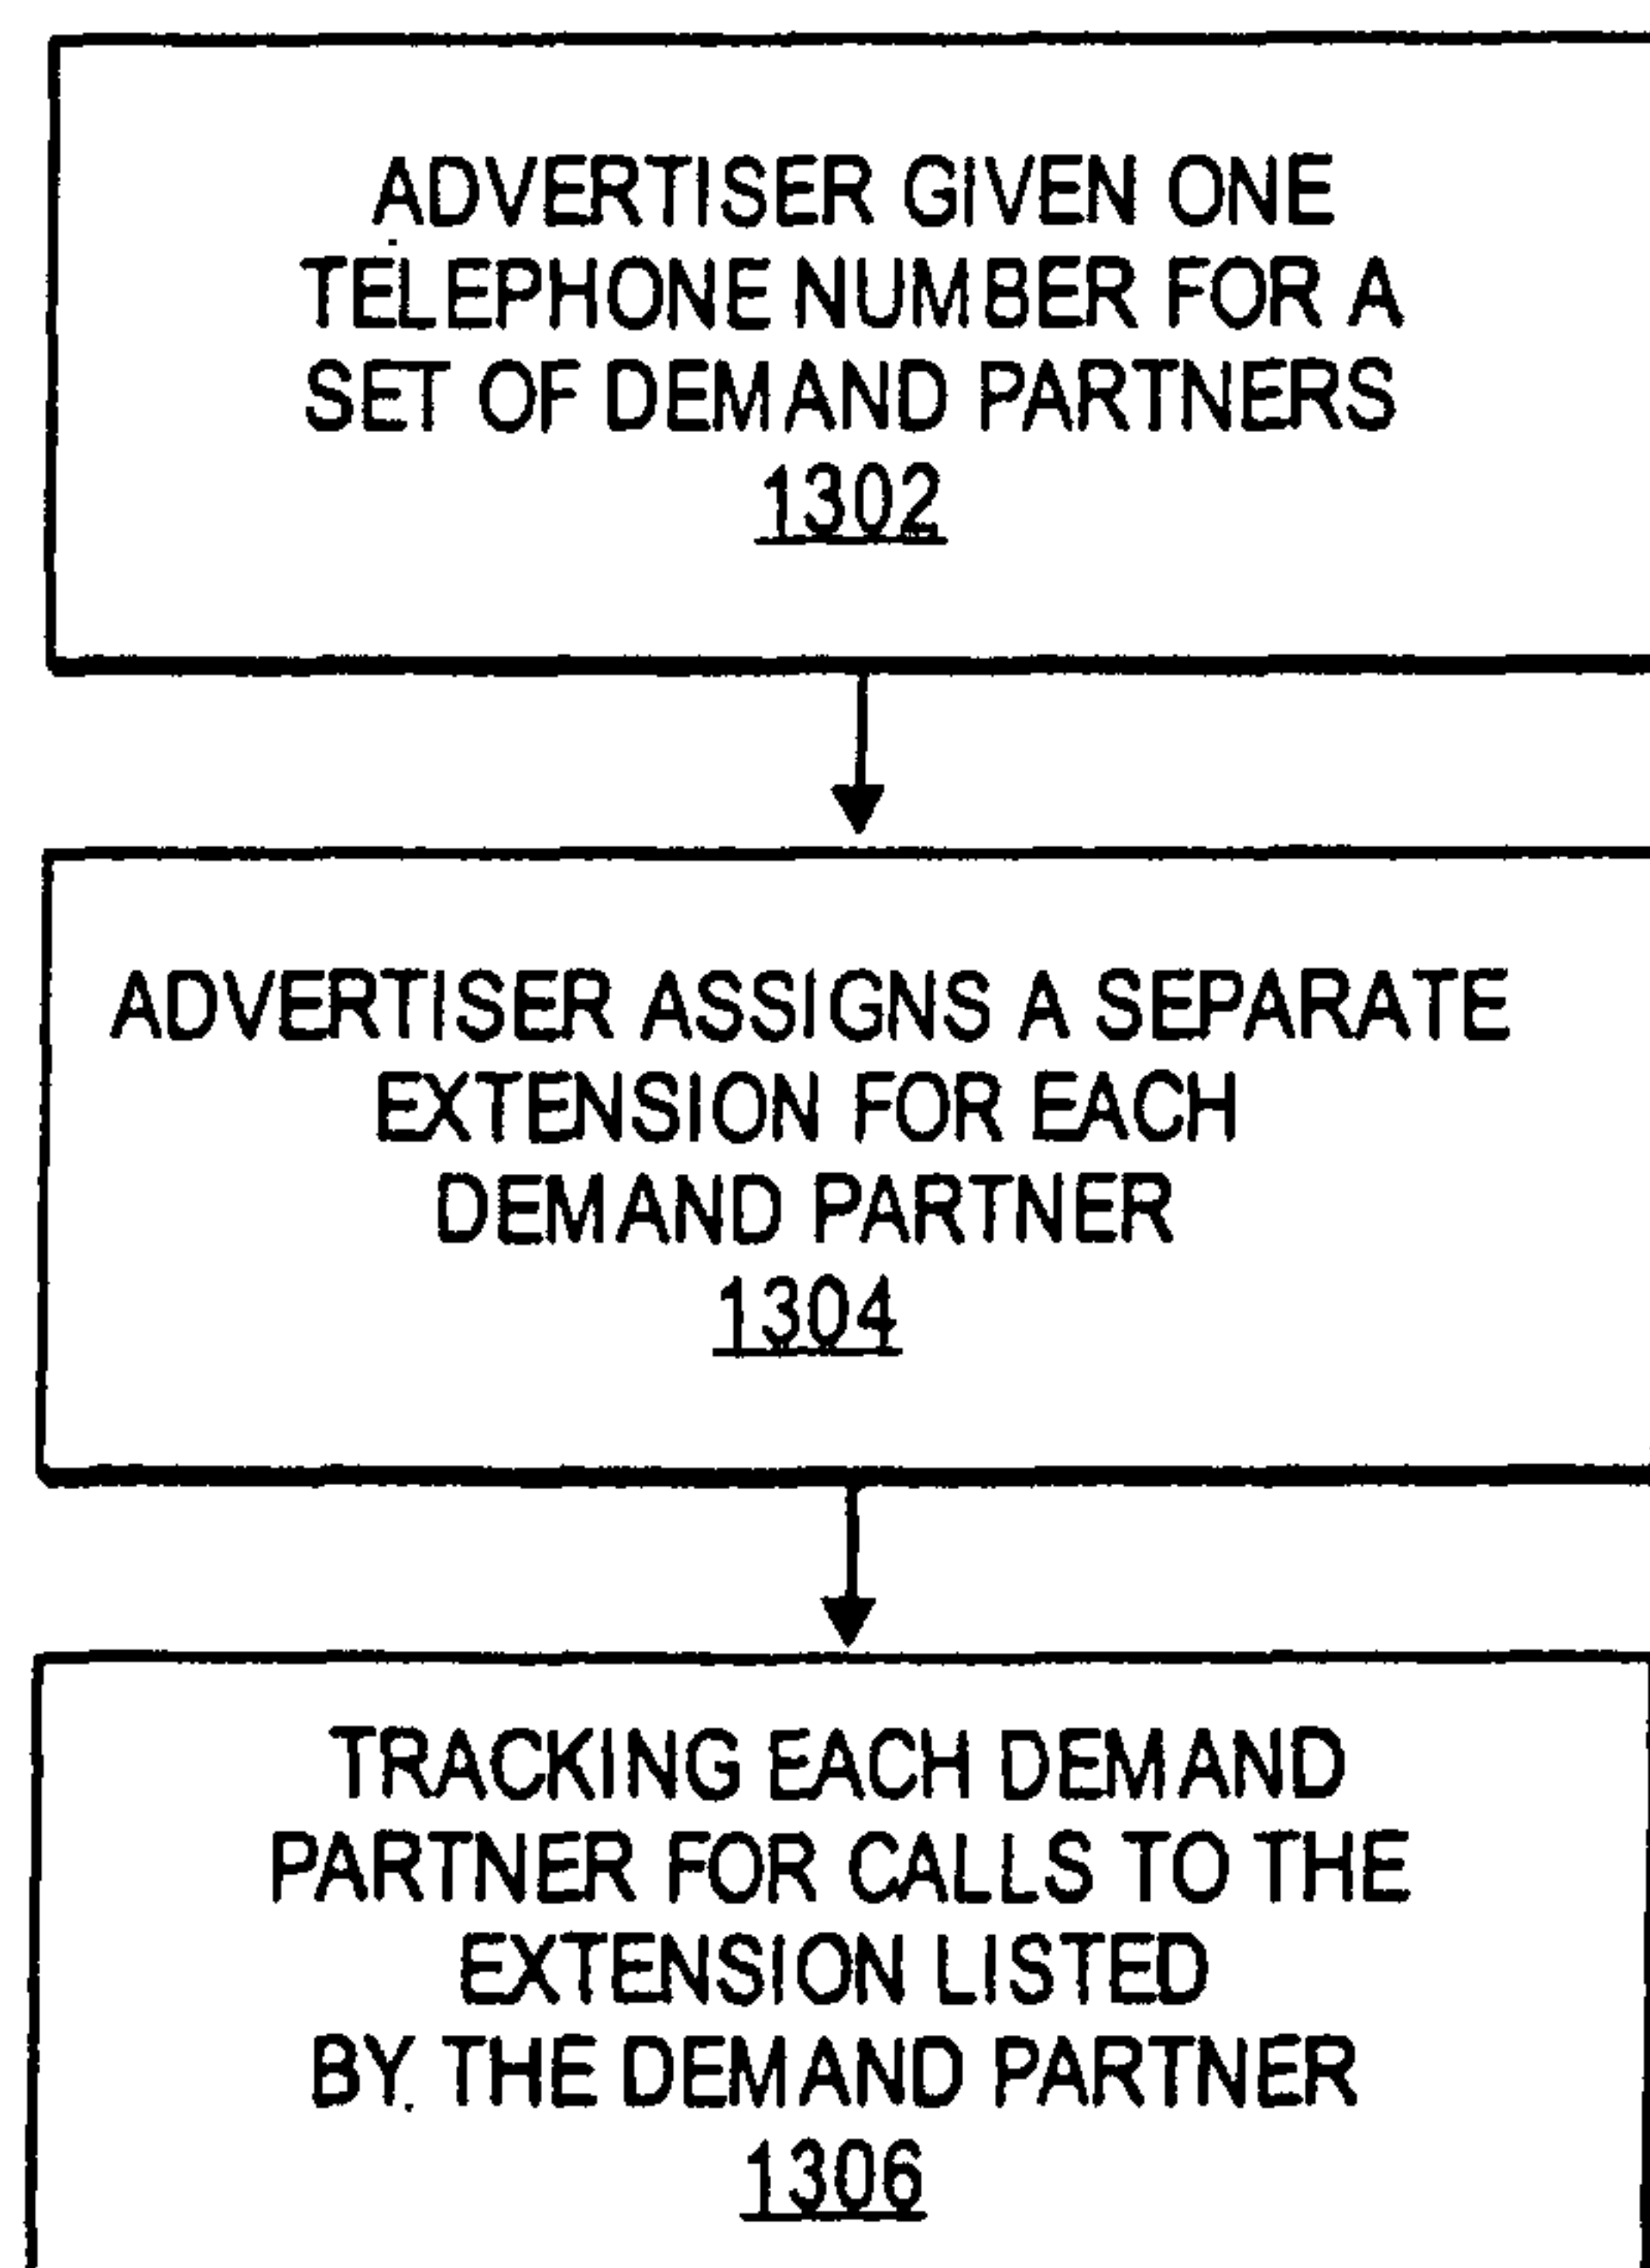 ADVERTISER GIVEN ONE
TELEPHONE NUMBER FOR A
SET OF DEMAND PARTNERS
1302
ADVERTISER ASSIGNS A SEPARATE
EXTENSION FOR EACH
DEMAND PARTNER
1304
TRACKING EACH DEMAND
PARTNER FOR CALLS TO THE
EXTENSION LISTED
BY THE DEMAND PARTNER
1306